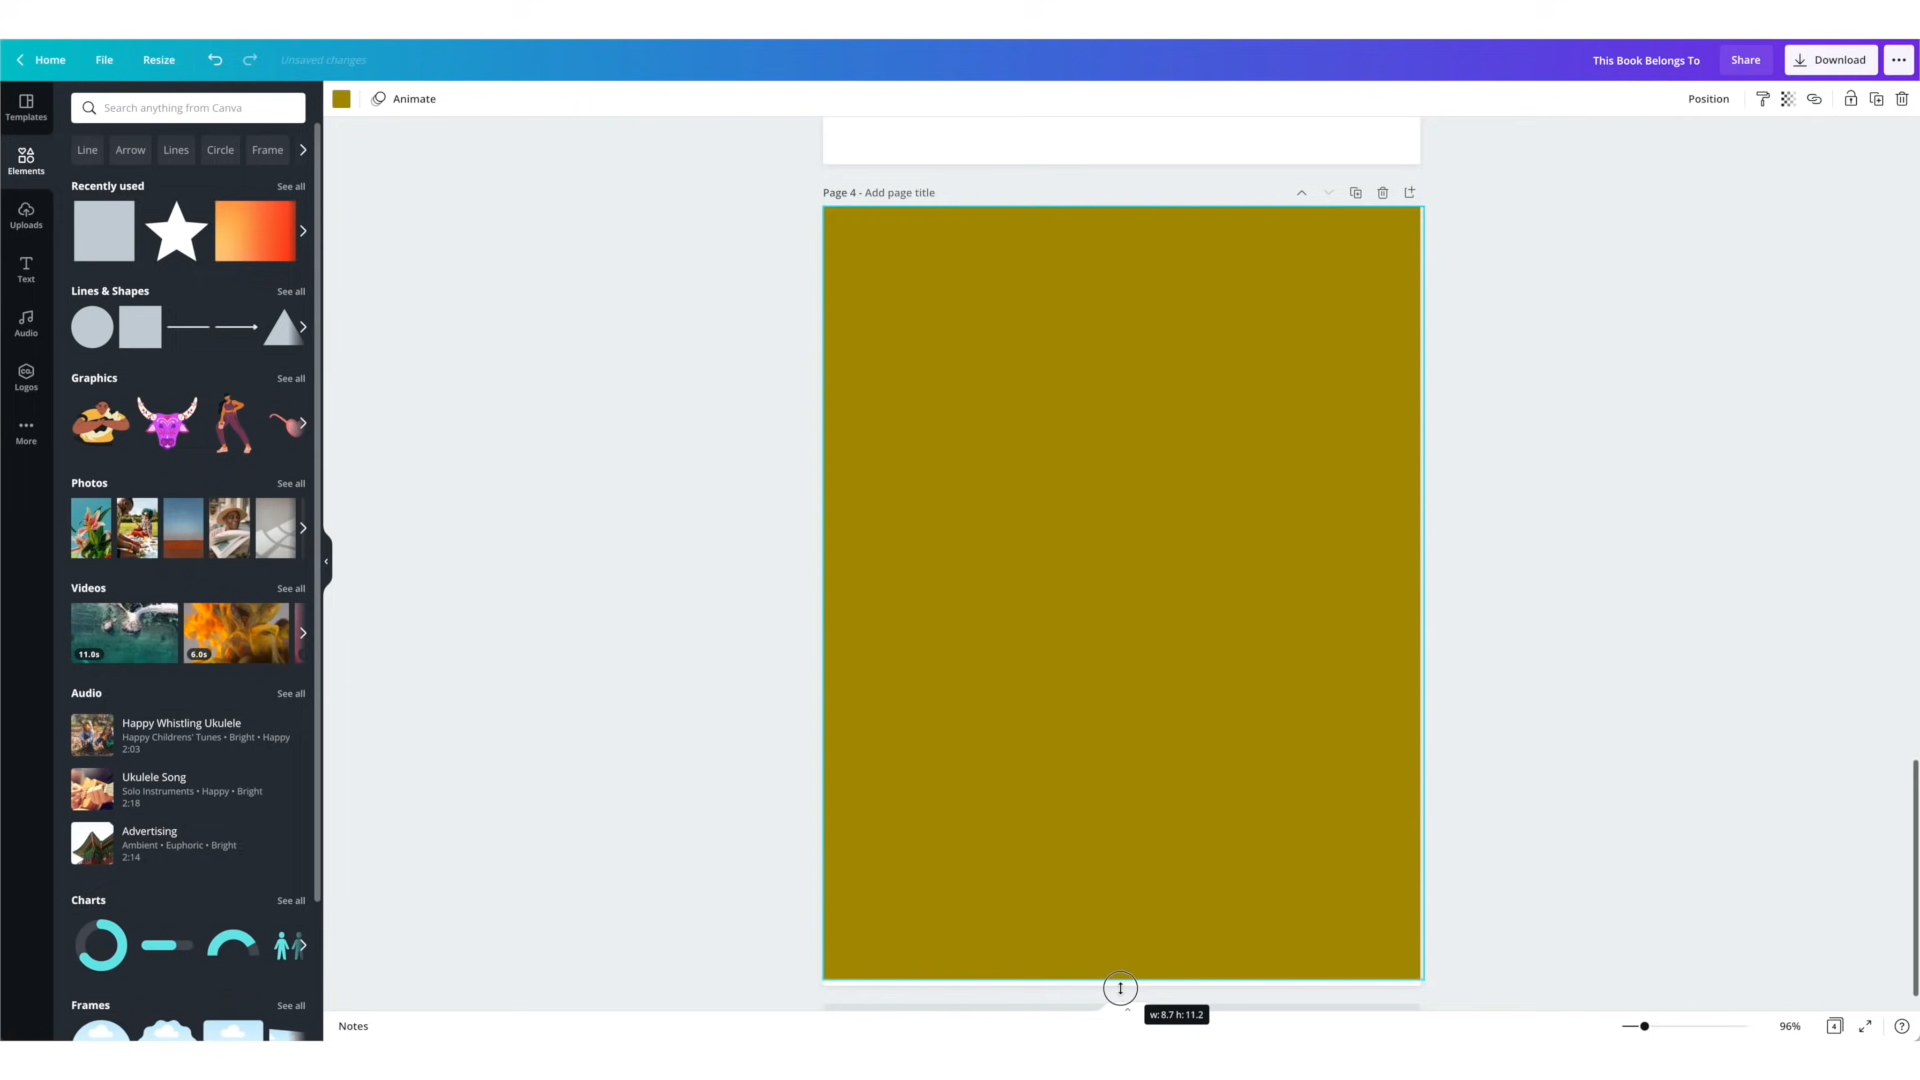 Home File Resize Unsaved changes This Book Belongs To Share Download
Templates
Elements
Uploads
Text
Audio
Logos
More
Search anything from Canva
Line Arrow Lines Circle Frame
Recently used See all
Lines & Shapes See all
Graphics See all
Photos See all
Videos See all
11.0s 6.0s
Audio See all
Happy Whistling Ukulele
Happy Childrens' Tunes • Bright • Happy
2:03
Ukulele Song
Solo Instruments • Happy • Bright
2:18
Advertising
Ambient • Euphoric • Bright
2:14
Charts See all
Frames See all
Animate Position
Page 4 - Add page title
w: 8.7 h: 11.2
Notes 96% 4
CO.